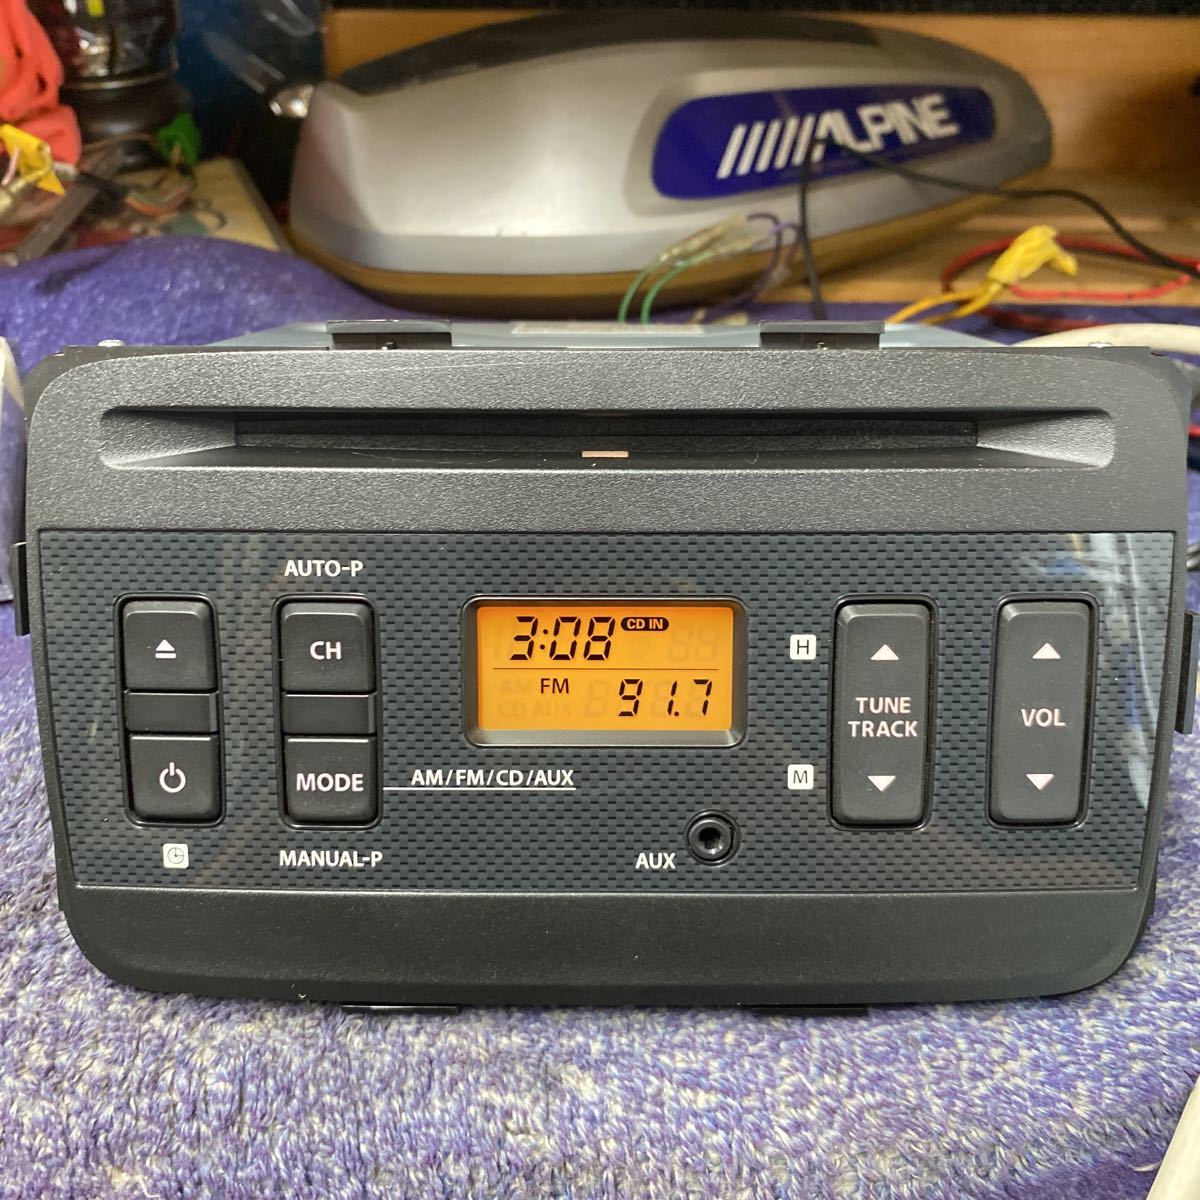 ALPINE
AUTO-P
CH
3:08 CD IN
FM 91.7
H
TUNE
TRACK
VOL
MODE
AM/FM/CD/AUX
M
MANUAL-P
AUX